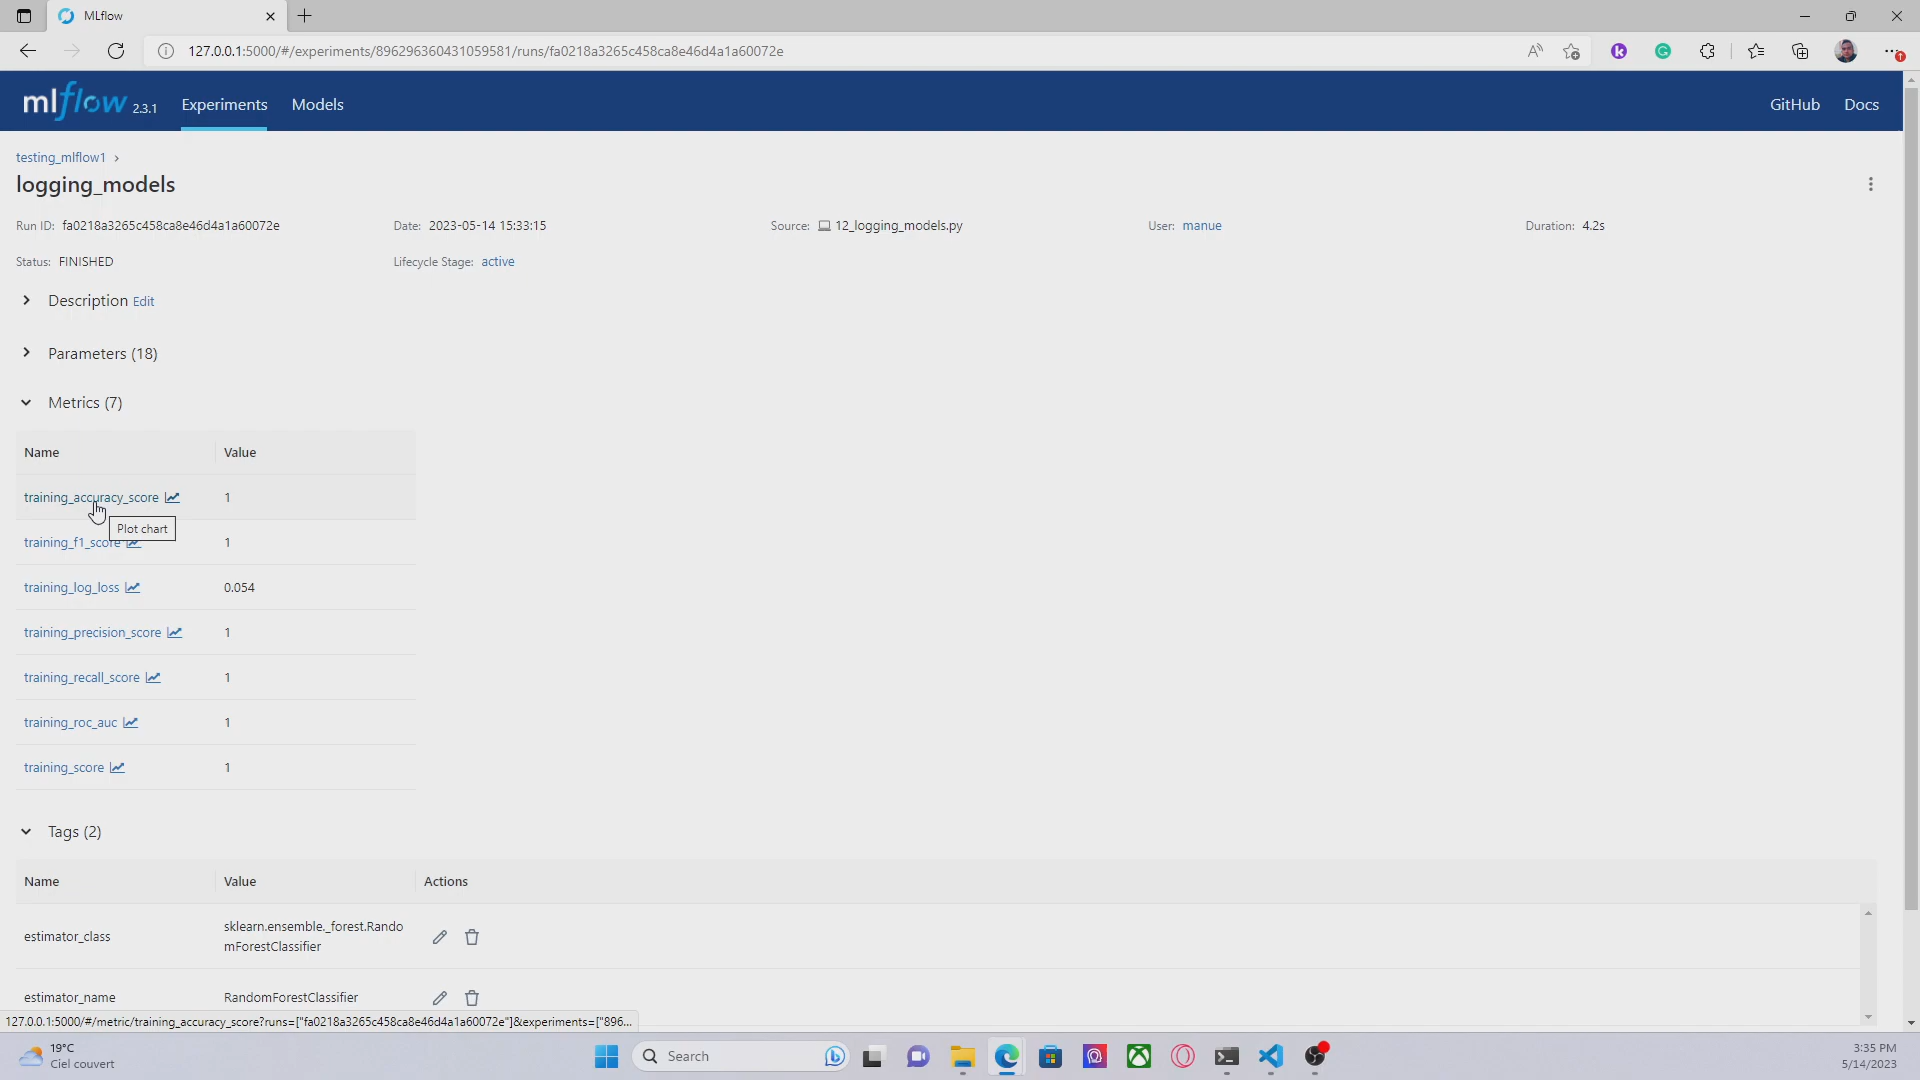 MLflow
127.0.0.1:5000/#/experiments/896296360431059581/runs/fa0218a3265c458ca8e46d4a1a60072e
mlflow 2.3.1 Experiments Models GitHub Docs
testing_mlflow1
logging_models
Run ID: fa0218a3265c458ca8e46d4a1a60072e Date: 2023-05-14 15:33:15 Source: 12_logging_models.py User: manue Duration: 4.2s
Status: FINISHED Lifecycle Stage: active
Description Edit
Parameters (18)
Metrics (7)
Name Value
training_accuracy_score 1
Plot chart
training_f1_score 1
training_log_loss 0.054
training_precision_score 1
training_recall_score 1
training_roc_auc 1
training_score 1
Tags (2)
Name Value Actions
estimator_class sklearn.ensemble._forest.Rando
mForestClassifier
estimator_name RandomForestClassifier
127.0.0.1:5000/#/metric/training_accuracy_score?runs=["fa0218a3265c458ca8e46d4a1a60072e"]&experiments=["896...
19°C
Ciel couvert
Search
3:35 PM
5/14/2023